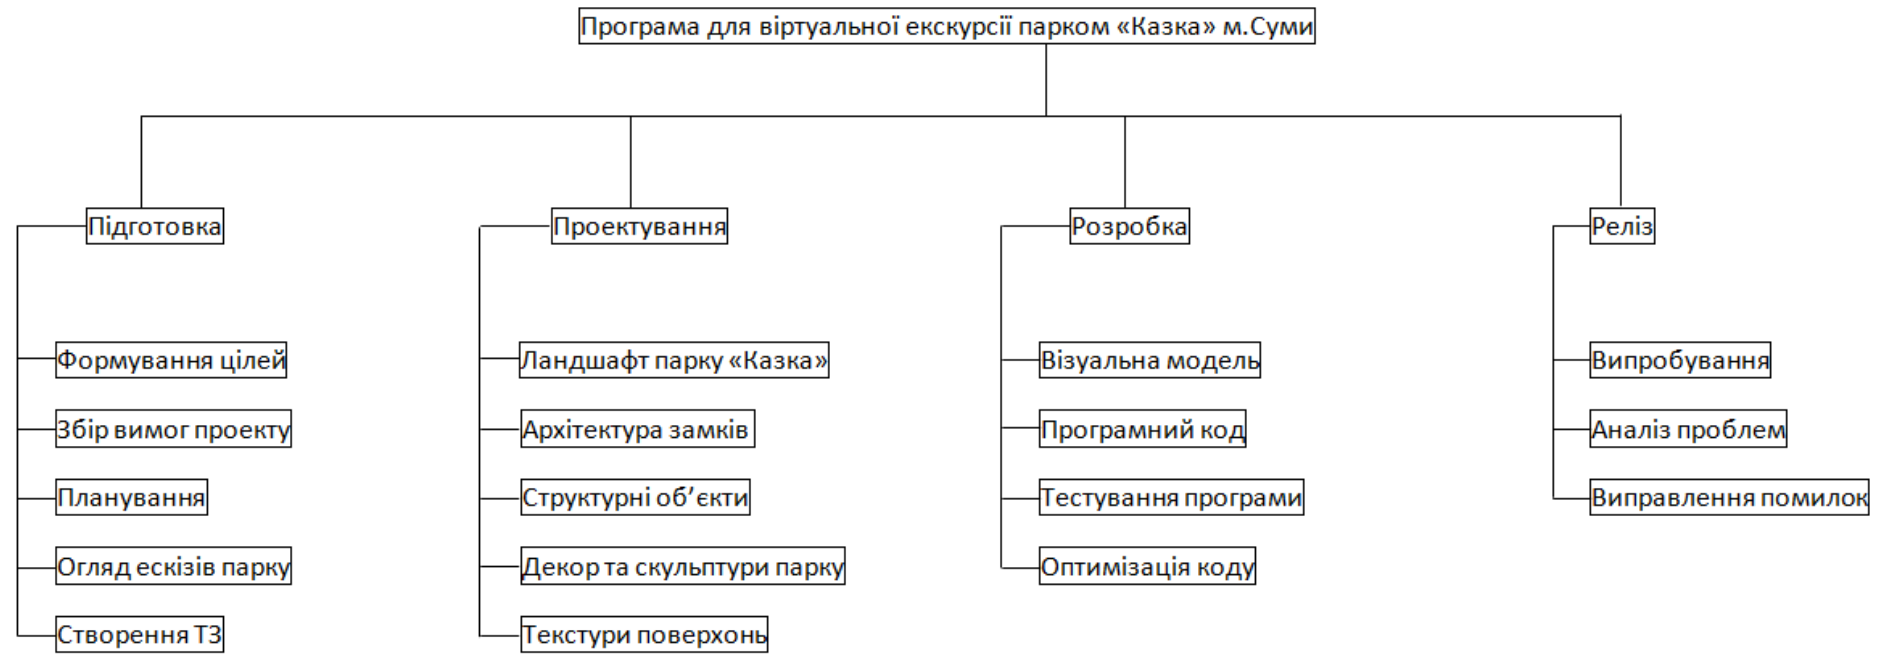 Програма для віртуальної екскурсії парком «Казка» м.Суми
Підготовка
Проектування
Розробка
Реліз
Формування цілей
Збір вимог проекту
Планування
Огляд ескізів парку
Створення ТЗ
Ландшафт парку «Казка»
Архітектура замків
Структурні об’єкти
Декор та скульптури парку
Текстури поверхонь
Візуальна модель
Програмний код
Тестування програми
Оптимізація коду
Випробування
Аналіз проблем
Виправлення помилок